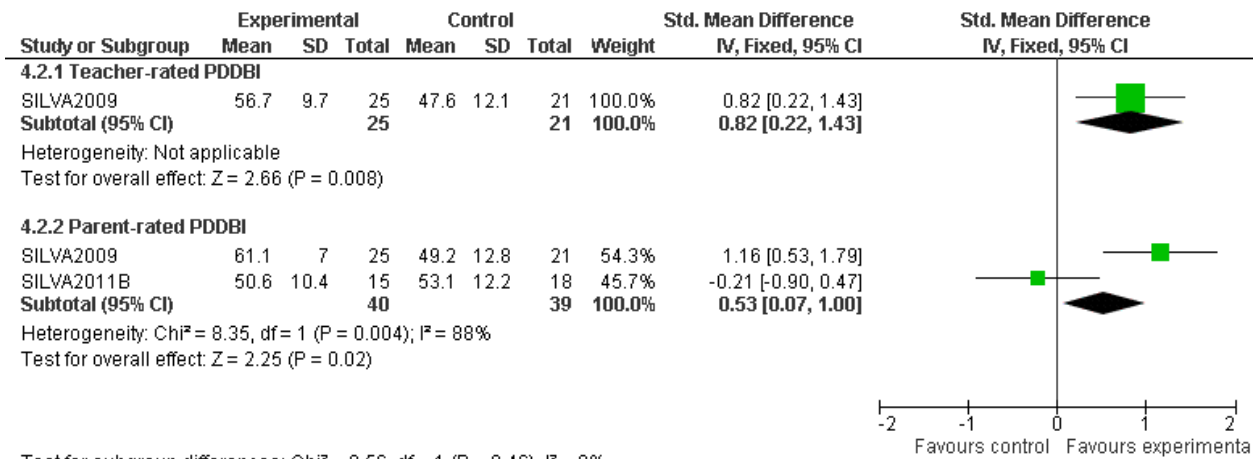 Experimental Control Std. Mean Difference Std. Mean Difference
Study or Subgroup Mean SD Total Mean SD Total Weight IV, Fixed, 95% CI IV, Fixed, 95% CI
4.2.1 Teacher-rated PDDBI
SILVA2009 56.7 9.7 25 47.6 12.1 21 100.0% 0.82 [0.22, 1.43]
Subtotal (95% CI) 25 21 100.0% 0.82 [0.22, 1.43]
Heterogeneity: Not applicable
Test for overall effect: Z = 2.66 (P = 0.008)
4.2.2 Parent-rated PDDBI
SILVA2009 61.1 7 25 49.2 12.8 21 54.3% 1.16 [0.53, 1.79]
SILVA2011B 50.6 10.4 15 53.1 12.2 18 45.7% -0.21 [-0.90, 0.47]
Subtotal (95% CI) 40 39 100.0% 0.53 [0.07, 1.00]
Heterogeneity: Chi² = 8.35, df = 1 (P = 0.004); I² = 88%
Test for overall effect: Z = 2.25 (P = 0.02)
-2 -1 0 1 2
Favours control Favours experimenta